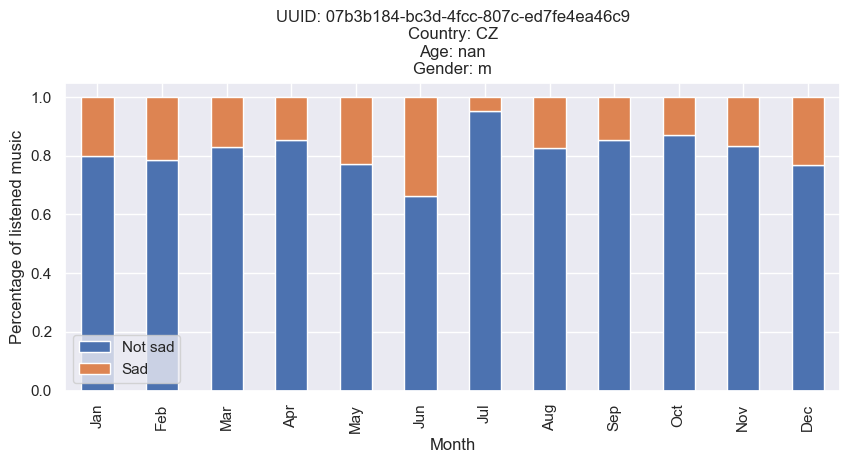 UUID: 07b3b184-bc3d-4fcc-807c-ed7fe4ea46c9
Country: CZ
Age: nan
Gender: m
Percentage of listened music
1.0
0.8
0.6
0.4
0.2
0.0
Not sad
Sad
Jan
Feb
Mar
Apr
May
Jun
Jul
Aug
Sep
Oct
Nov
Dec
Month